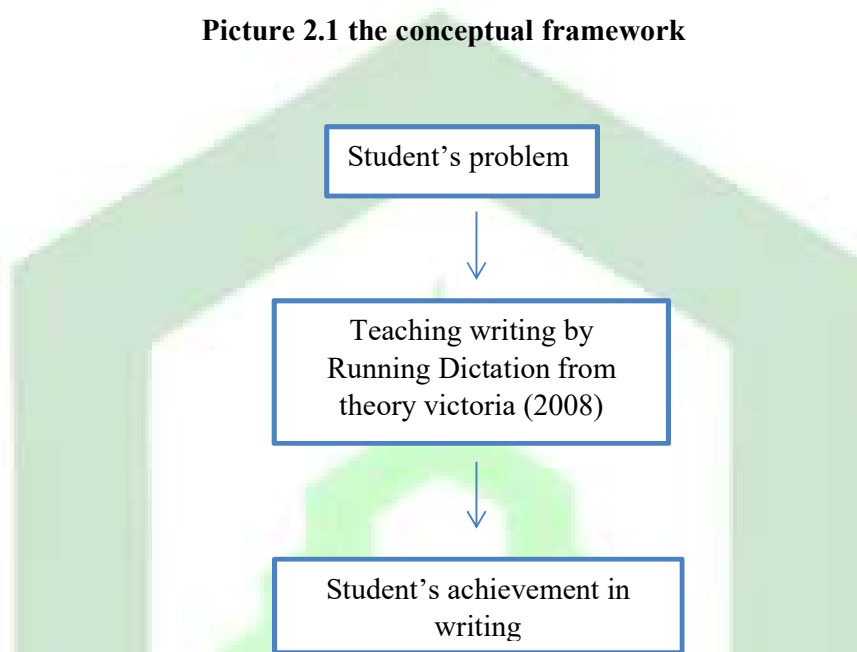 Picture 2.1 the conceptual framework
Student’s problem
Teaching writing by
Running Dictation from
theory victoria (2008)
Student’s achievement in
writing